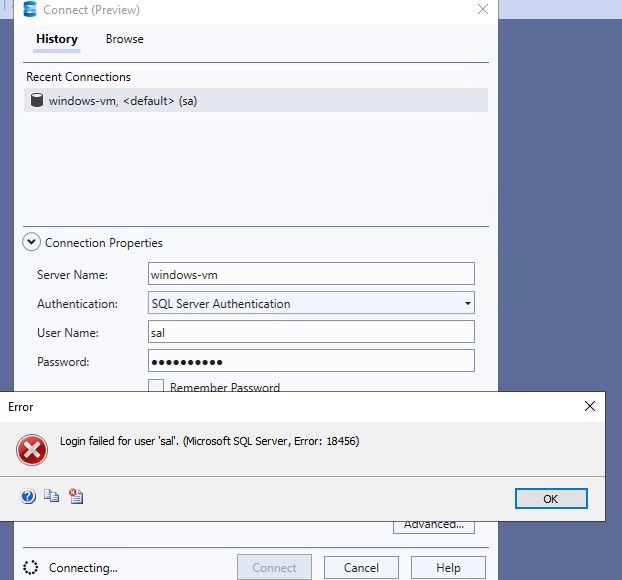 Connect (Preview)
History Browse
Recent Connections
windows-vm, <default> (sa)
Connection Properties
Server Name: windows-vm
Authentication: SQL Server Authentication
User Name: sal
Password: ●●●●●●●●●●
Remember Password
Error
Login failed for user 'sal'. (Microsoft SQL Server, Error: 18456)
OK
Advanced...
Connecting... Connect Cancel Help